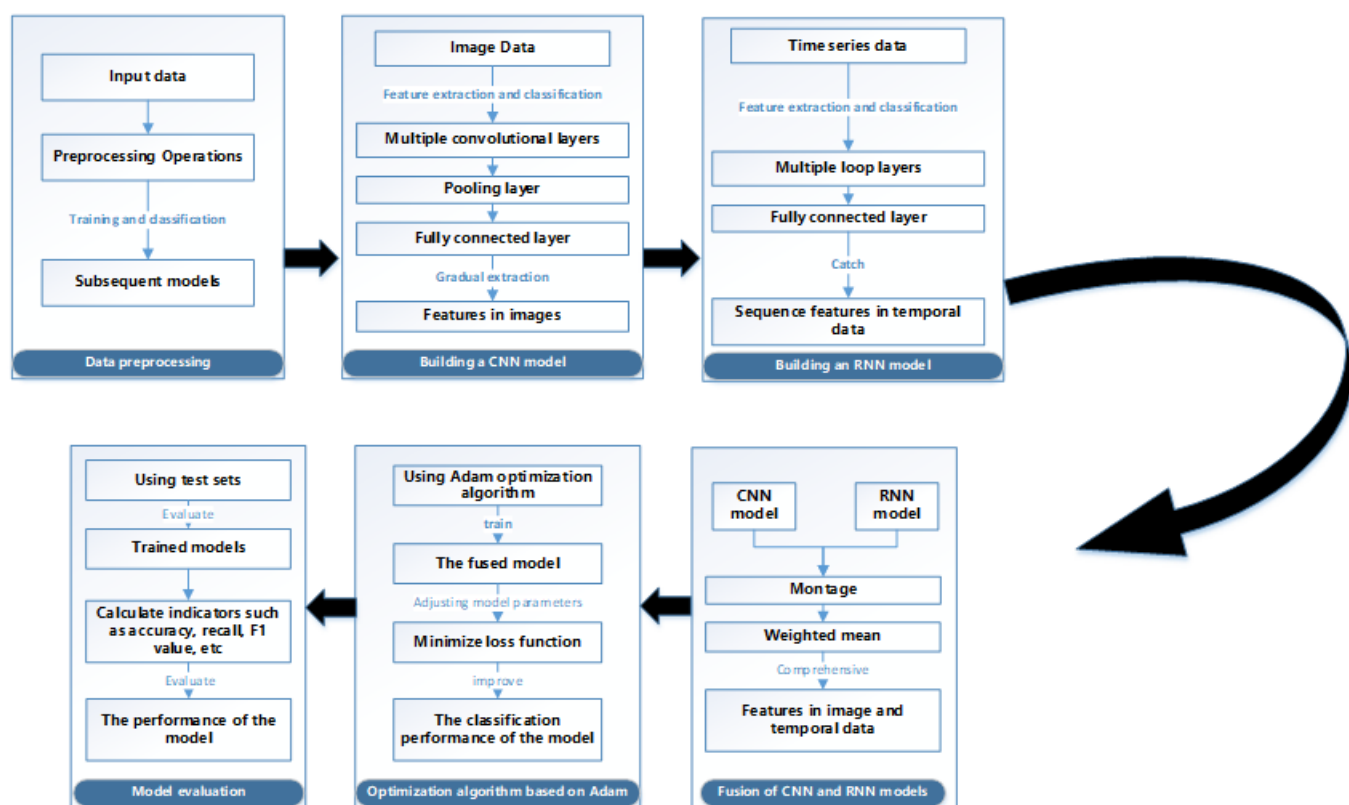 Input data
Preprocessing Operations
Training and classification
Subsequent models
Data preprocessing
Image Data
Feature extraction and classification
Multiple convolutional layers
Pooling layer
Fully connected layer
Gradual extraction
Features in images
Building a CNN model
Time series data
Feature extraction and classification
Multiple loop layers
Fully connected layer
Catch
Sequence features in temporal
data
Building an RNN model
CNN
model
RNN
model
Montage
Weighted mean
Comprehensive
Features in image and
temporal data
Fusion of CNN and RNN models
Using Adam optimization
algorithm
train
The fused model
Adjusting model parameters
Minimize loss function
improve
The classification
performance of the model
Optimization algorithm based on Adam
Using test sets
Evaluate
Trained models
Calculate indicators such
as accuracy, recall, F1
value, etc
Evaluate
The performance of the
model
Model evaluation